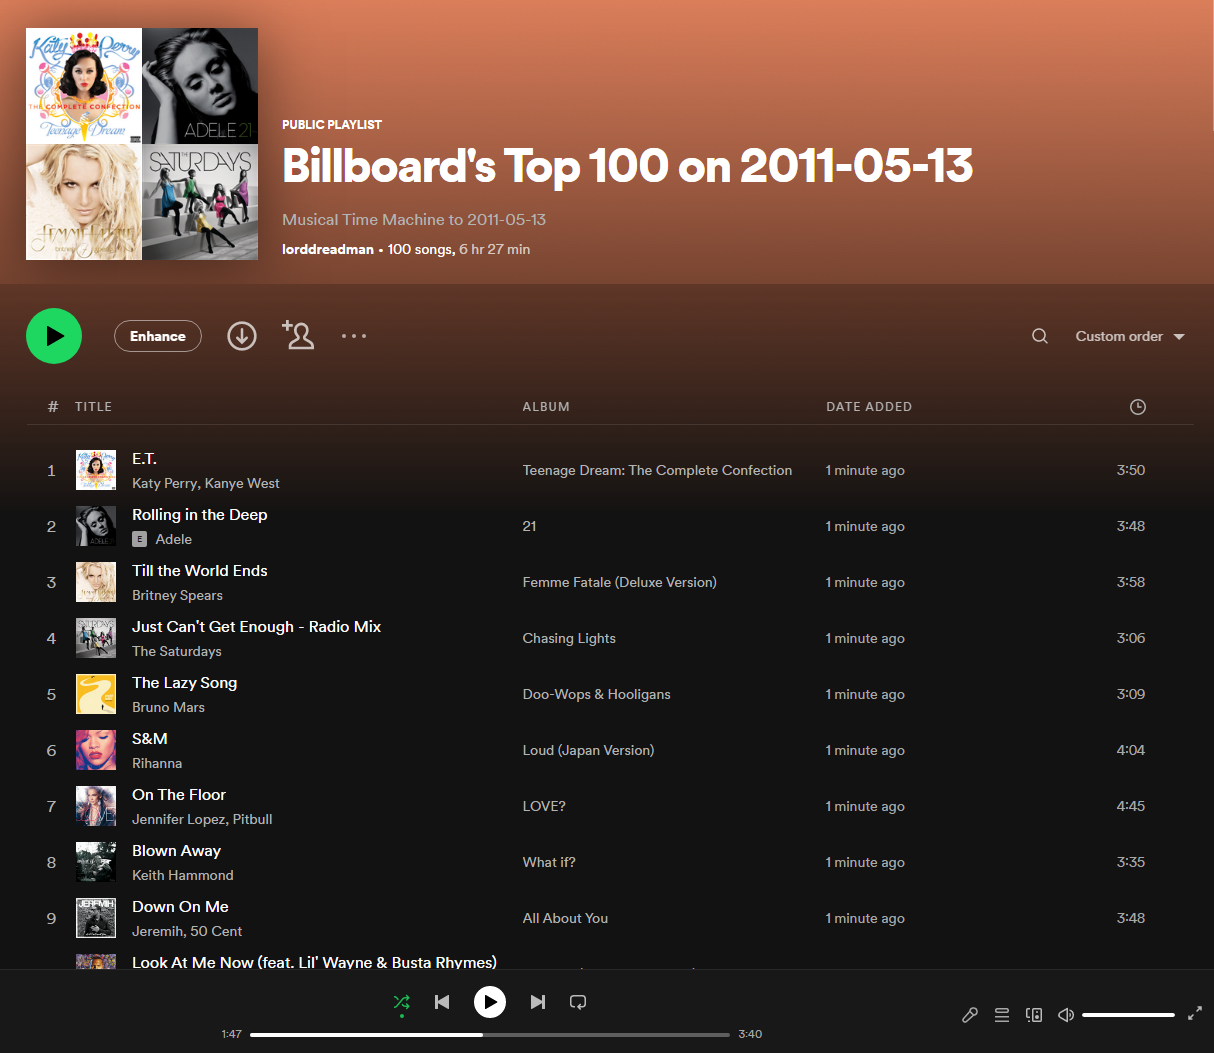 Katy Perry
THE COMPLETE CONFECTION
Teenage Dream
ADELE 21
THE SATURDAYS
FEMME FATALE
britney spears
PUBLIC PLAYLIST
Billboard's Top 100 on 2011-05-13
Musical Time Machine to 2011-05-13
lorddreadman • 100 songs, 6 hr 27 min
Enhance
Custom order
# TITLE ALBUM DATE ADDED
1 E.T. Teenage Dream: The Complete Confection 1 minute ago 3:50
Katy Perry, Kanye West
2 Rolling in the Deep 21 1 minute ago 3:48
E Adele
3 Till the World Ends Femme Fatale (Deluxe Version) 1 minute ago 3:58
Britney Spears
4 Just Can't Get Enough - Radio Mix Chasing Lights 1 minute ago 3:06
The Saturdays
5 The Lazy Song Doo-Wops & Hooligans 1 minute ago 3:09
Bruno Mars
6 S&M Loud (Japan Version) 1 minute ago 4:04
Rihanna
7 On The Floor LOVE? 1 minute ago 4:45
Jennifer Lopez, Pitbull
8 Blown Away What if? 1 minute ago 3:35
Keith Hammond
9 Down On Me All About You 1 minute ago 3:48
Jeremih, 50 Cent
Look At Me Now (feat. Lil' Wayne & Busta Rhymes)
1:47 3:40